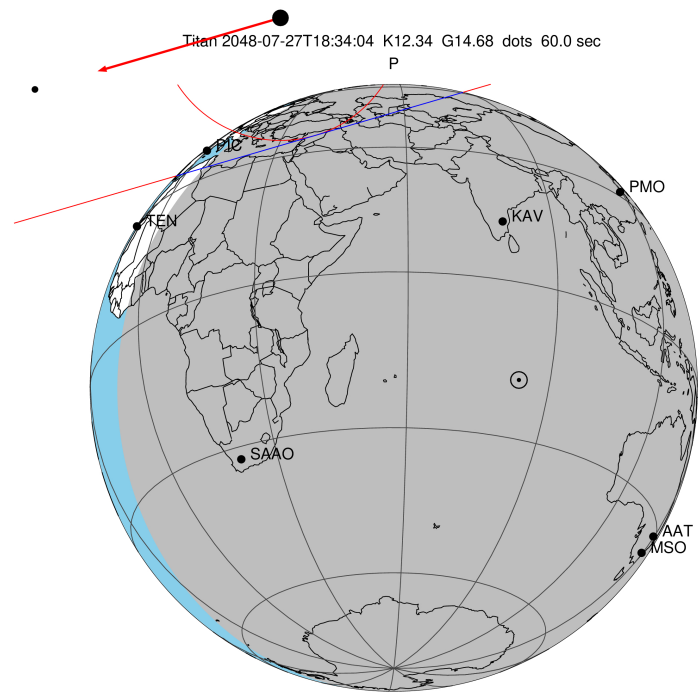 Titan 2048-07-27T18:34:04 K12.34 G14.68 dots 60.0 sec
P
PIC
PMO
TEN
KAV
SAAO
AAT
MSO